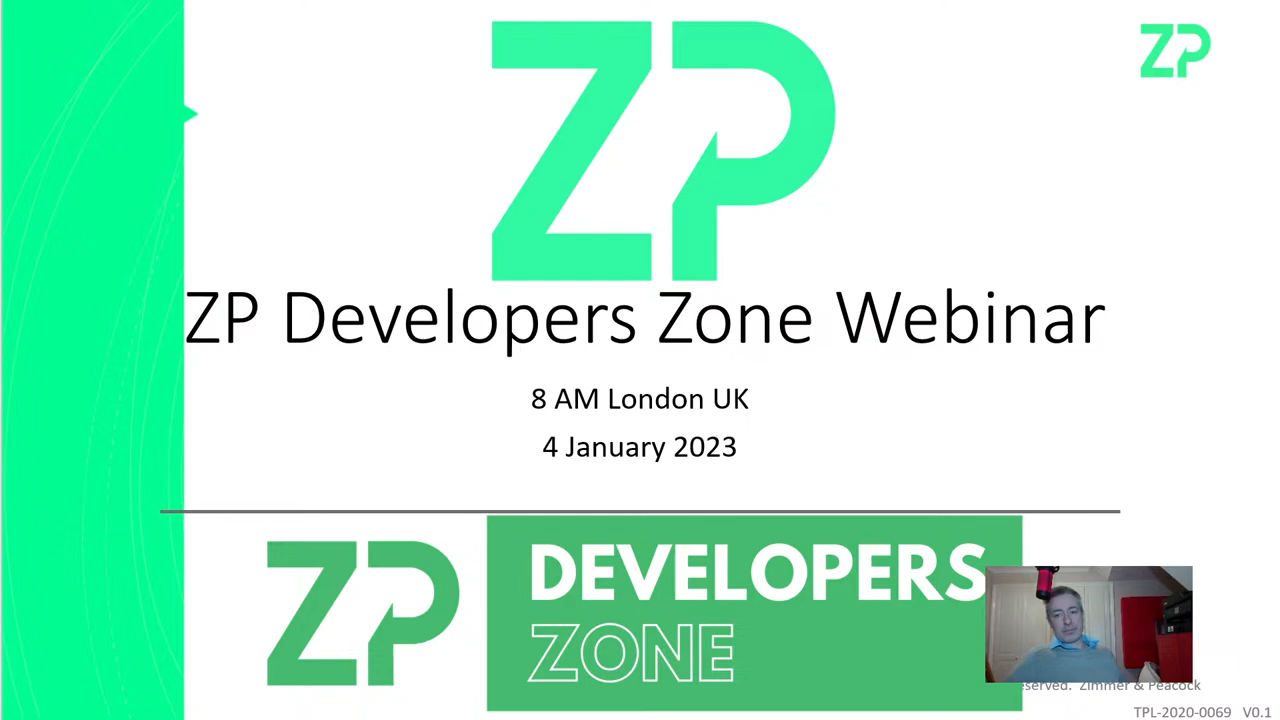 ZP
ZP
ZP Developers Zone Webinar
8 AM London UK
4 January 2023
ZP
DEVELOPERS
ZONE
Zimmer & Peacock
TPL-2020-0069 V0.1